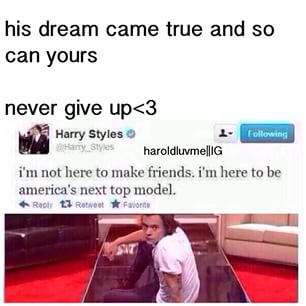 his dream came true and so
can yours
never give up<3
Harry Styles
@Harry_Styles
Following
haroldluvme||IG
i'm not here to make friends. i'm here to be
america's next top model.
Reply Retweet Favorite